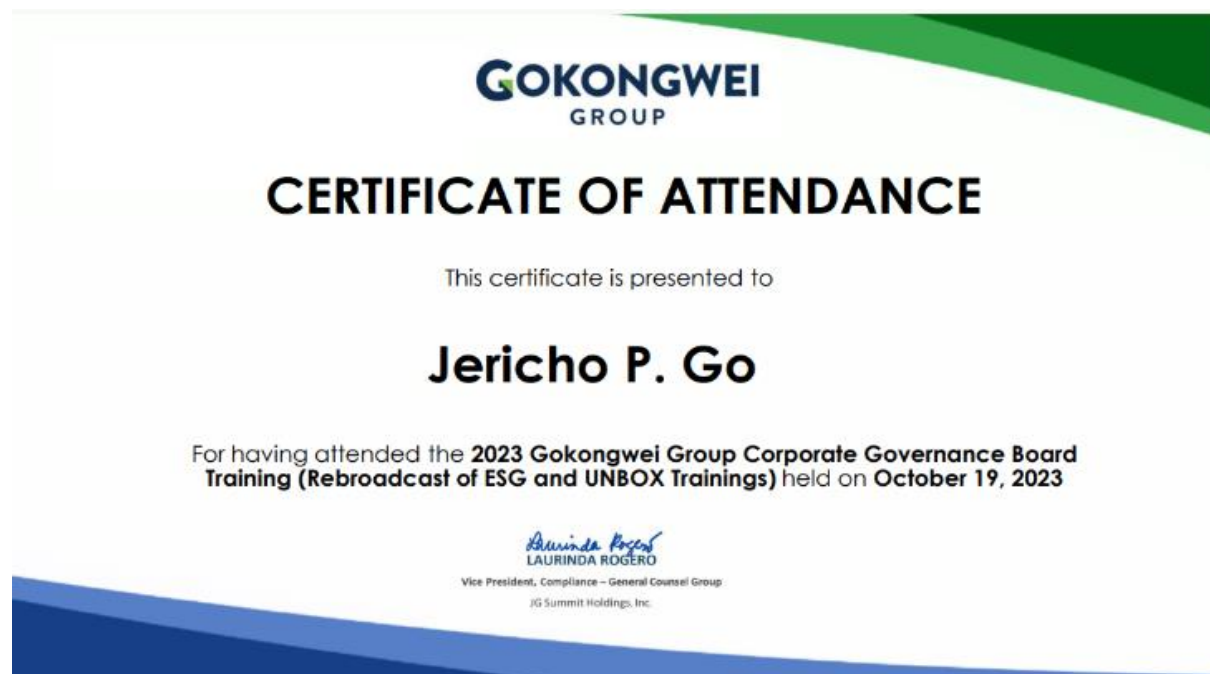 GOKONGWEI
GROUP
CERTIFICATE OF ATTENDANCE
This certificate is presented to
Jericho P. Go
For having attended the 2023 Gokongwei Group Corporate Governance Board
Training (Rebroadcast of ESG and UNBOX Trainings) held on October 19, 2023
Laurinda Rogero
LAURINDA ROGERO
Vice President, Compliance – General Counsel Group
JG Summit Holdings, Inc.